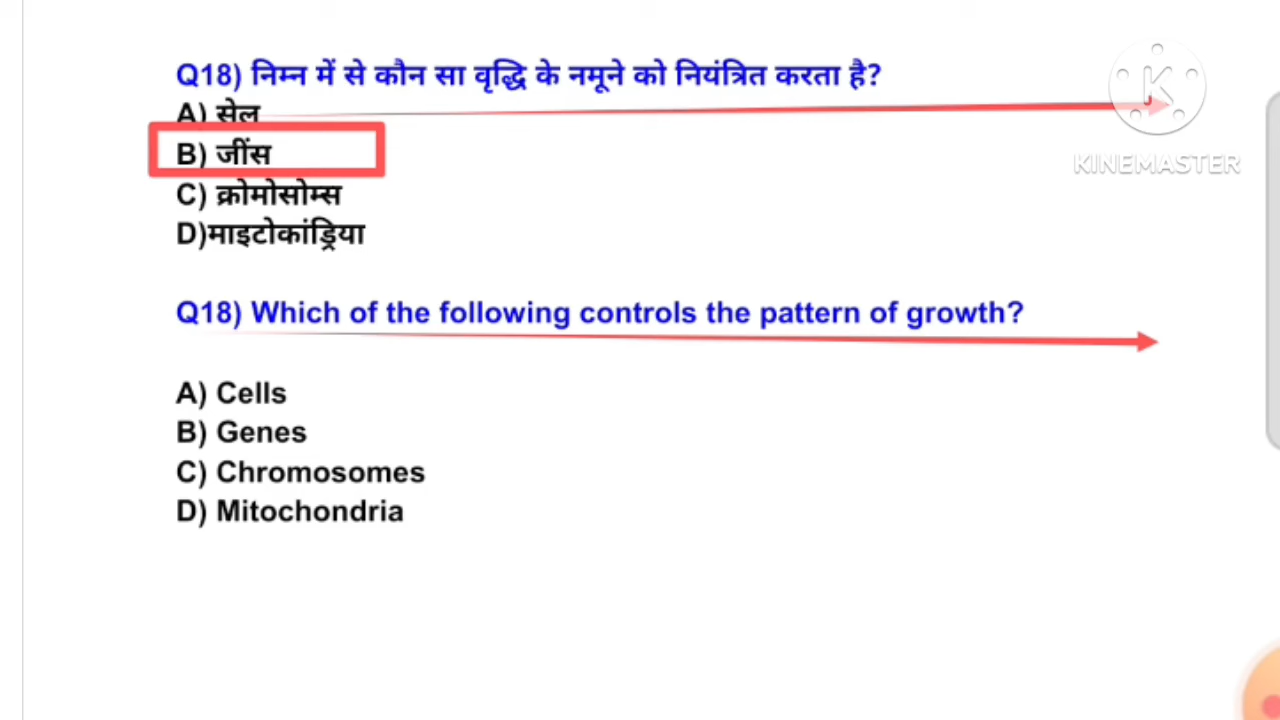 Q18) निम्न में से कौन सा वृद्धि के नमूने को नियंत्रित करता है?
A) सेल
B) जींस
C) क्रोमोसोम्स
D)माइटोकांड्रिया
Q18) Which of the following controls the pattern of growth?
A) Cells
B) Genes
C) Chromosomes
D) Mitochondria
K
KINEMASTER